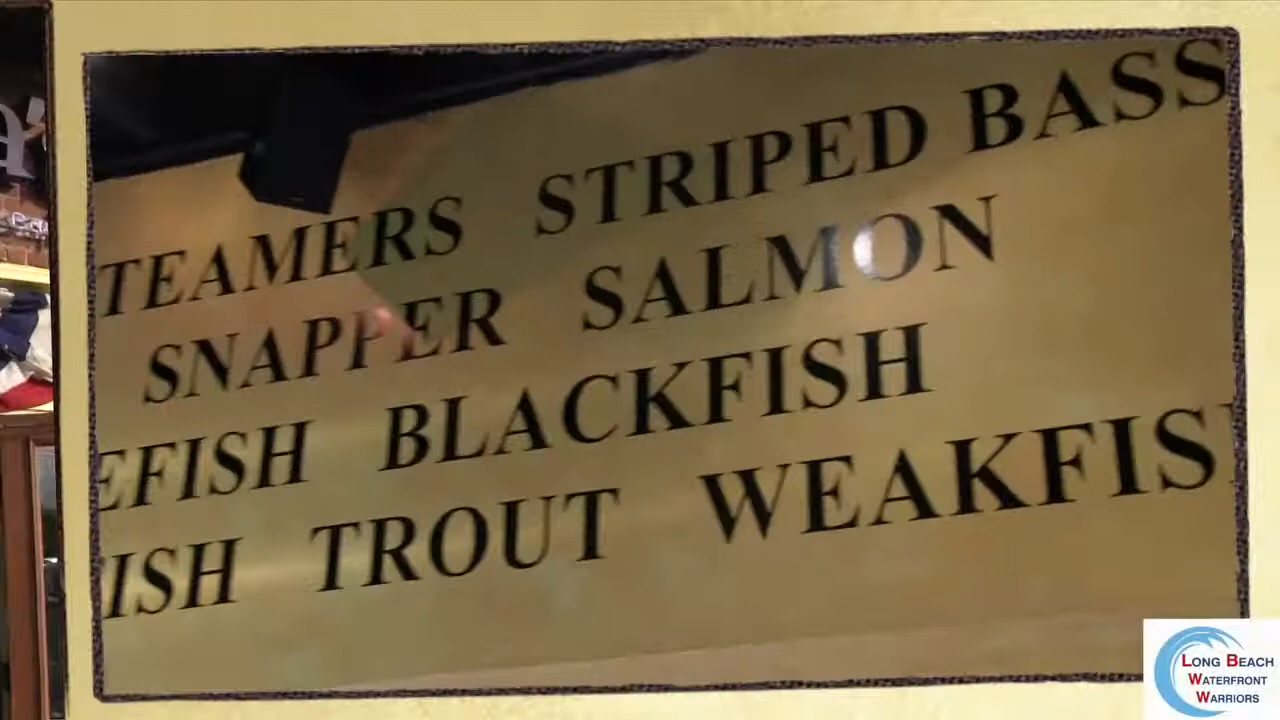 TEAMERS STRIPED BASS
SNAPPER SALMON
EFISH BLACKFISH
ISH TROUT WEAKFIS
LONG BEACH
WATERFRONT
WARRIORS